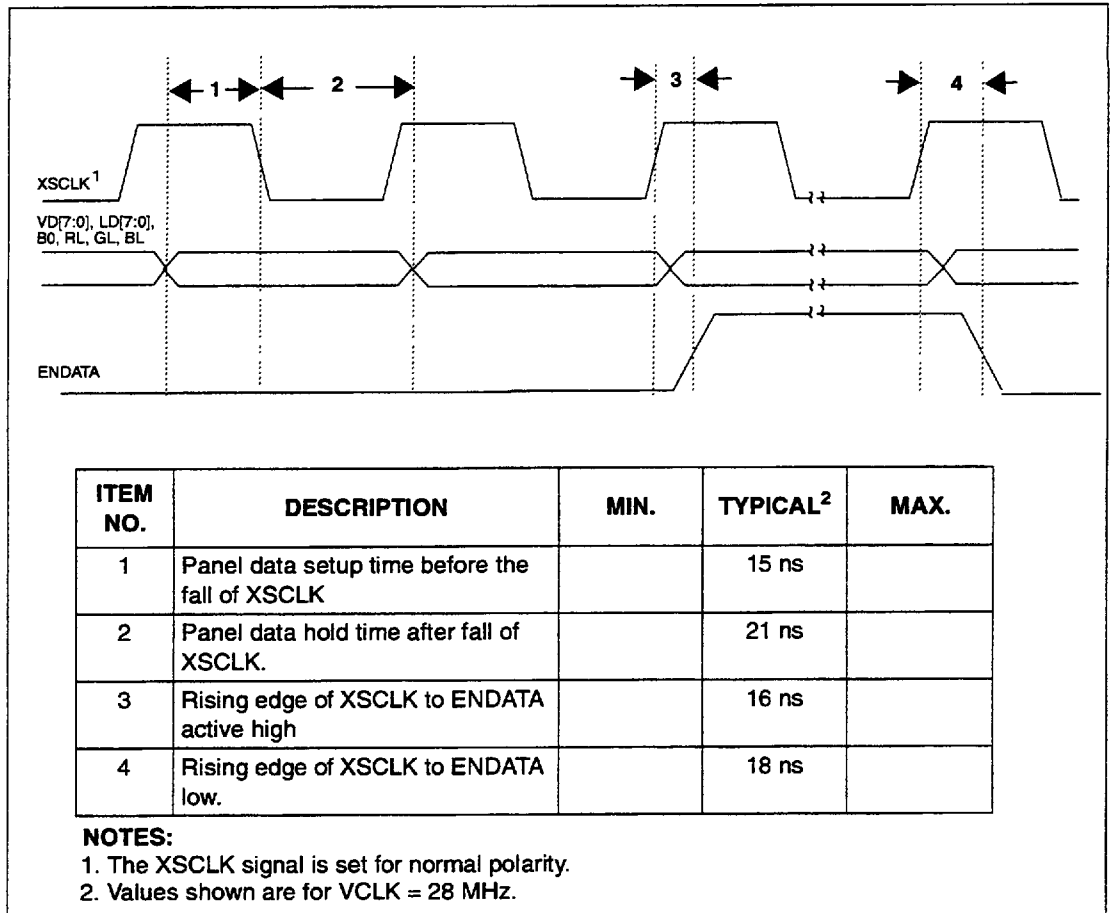 1
2
3
4
XSCLK1
VD[7:0], LD[7:0],
B0, RL, GL, BL
ENDATA
ITEM NO. DESCRIPTION MIN. TYPICAL2 MAX.
1 Panel data setup time before the fall of XSCLK 15 ns
2 Panel data hold time after fall of XSCLK. 21 ns
3 Rising edge of XSCLK to ENDATA active high 16 ns
4 Rising edge of XSCLK to ENDATA low. 18 ns
NOTES:
1. The XSCLK signal is set for normal polarity.
2. Values shown are for VCLK = 28 MHz.